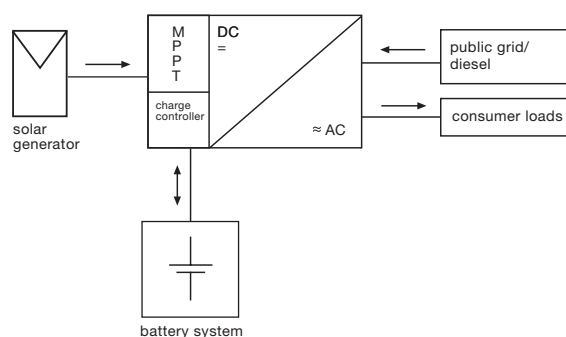 M
P
P
T
DC
=
public grid/
diesel
charge
controller
consumer loads
≈ AC
solar
generator
battery system